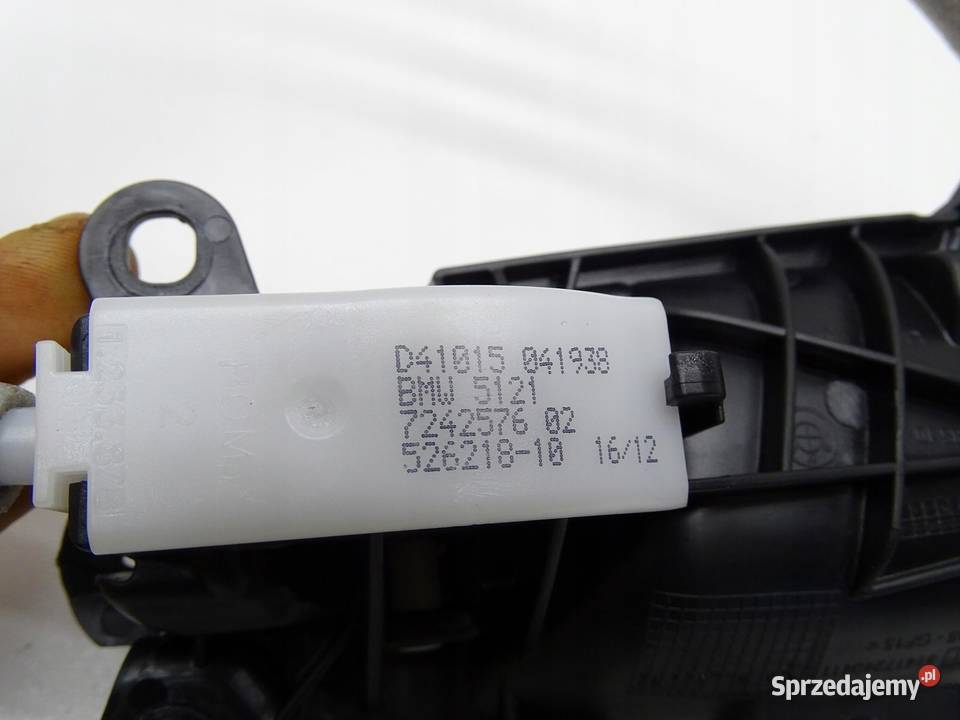 D41015 041938
BMW 5121
7242576 02
526218-10 16/12
Sprzedajemy.pl